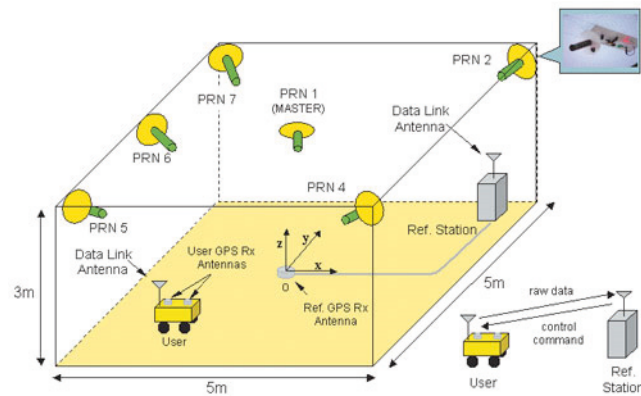 PRN 2
PRN 7
PRN 1
(MASTER)
Data Link
Antenna
PRN 6
PRN 4
PRN 5
Ref. Station
User GPS Rx
Antennas
Data Link
Antenna
z
y
x
O
3m
Ref. GPS Rx
Antenna
User
5m
raw data
control
command
User
Ref.
Station
5m